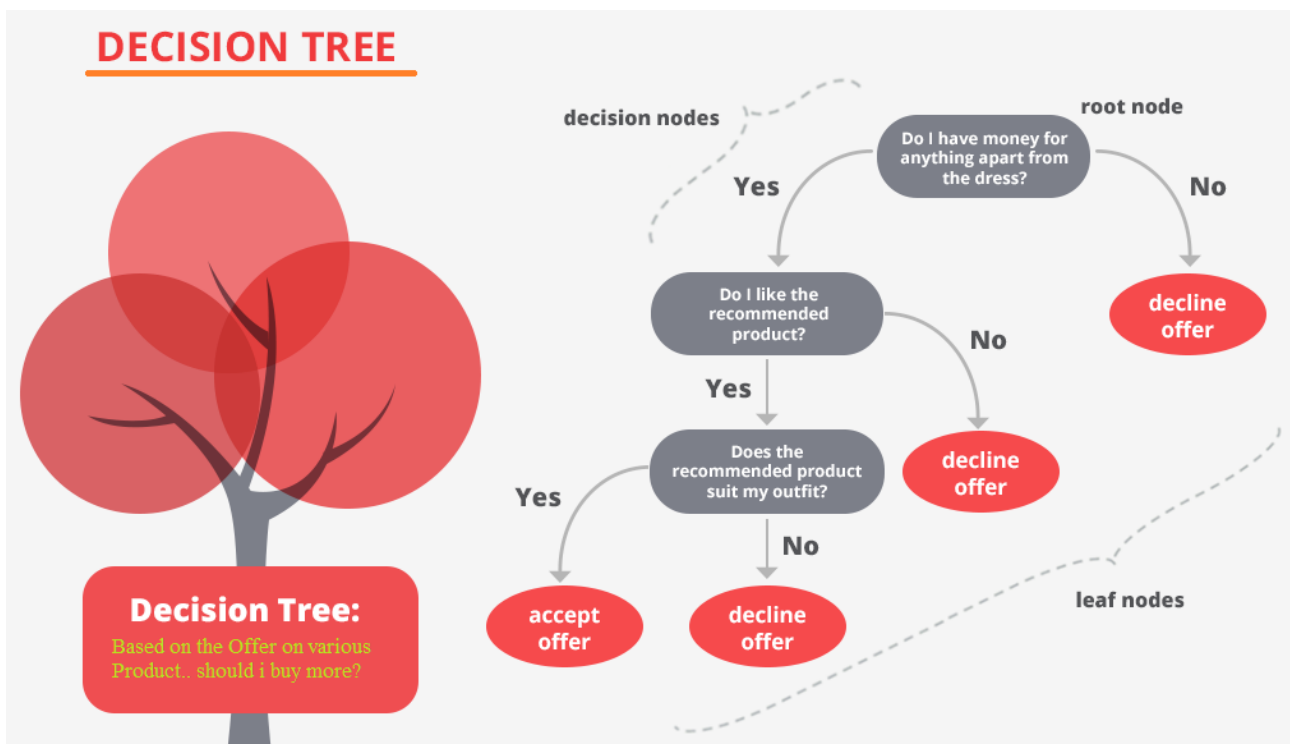 DECISION TREE
decision nodes
root node
Do I have money for
anything apart from
the dress?
Yes
No
Do I like the
recommended
product?
decline
offer
No
Yes
Does the
recommended product
suit my outfit?
decline
offer
Yes
No
accept
offer
decline
offer
leaf nodes
Decision Tree:
Based on the Offer on various
Product.. should i buy more?